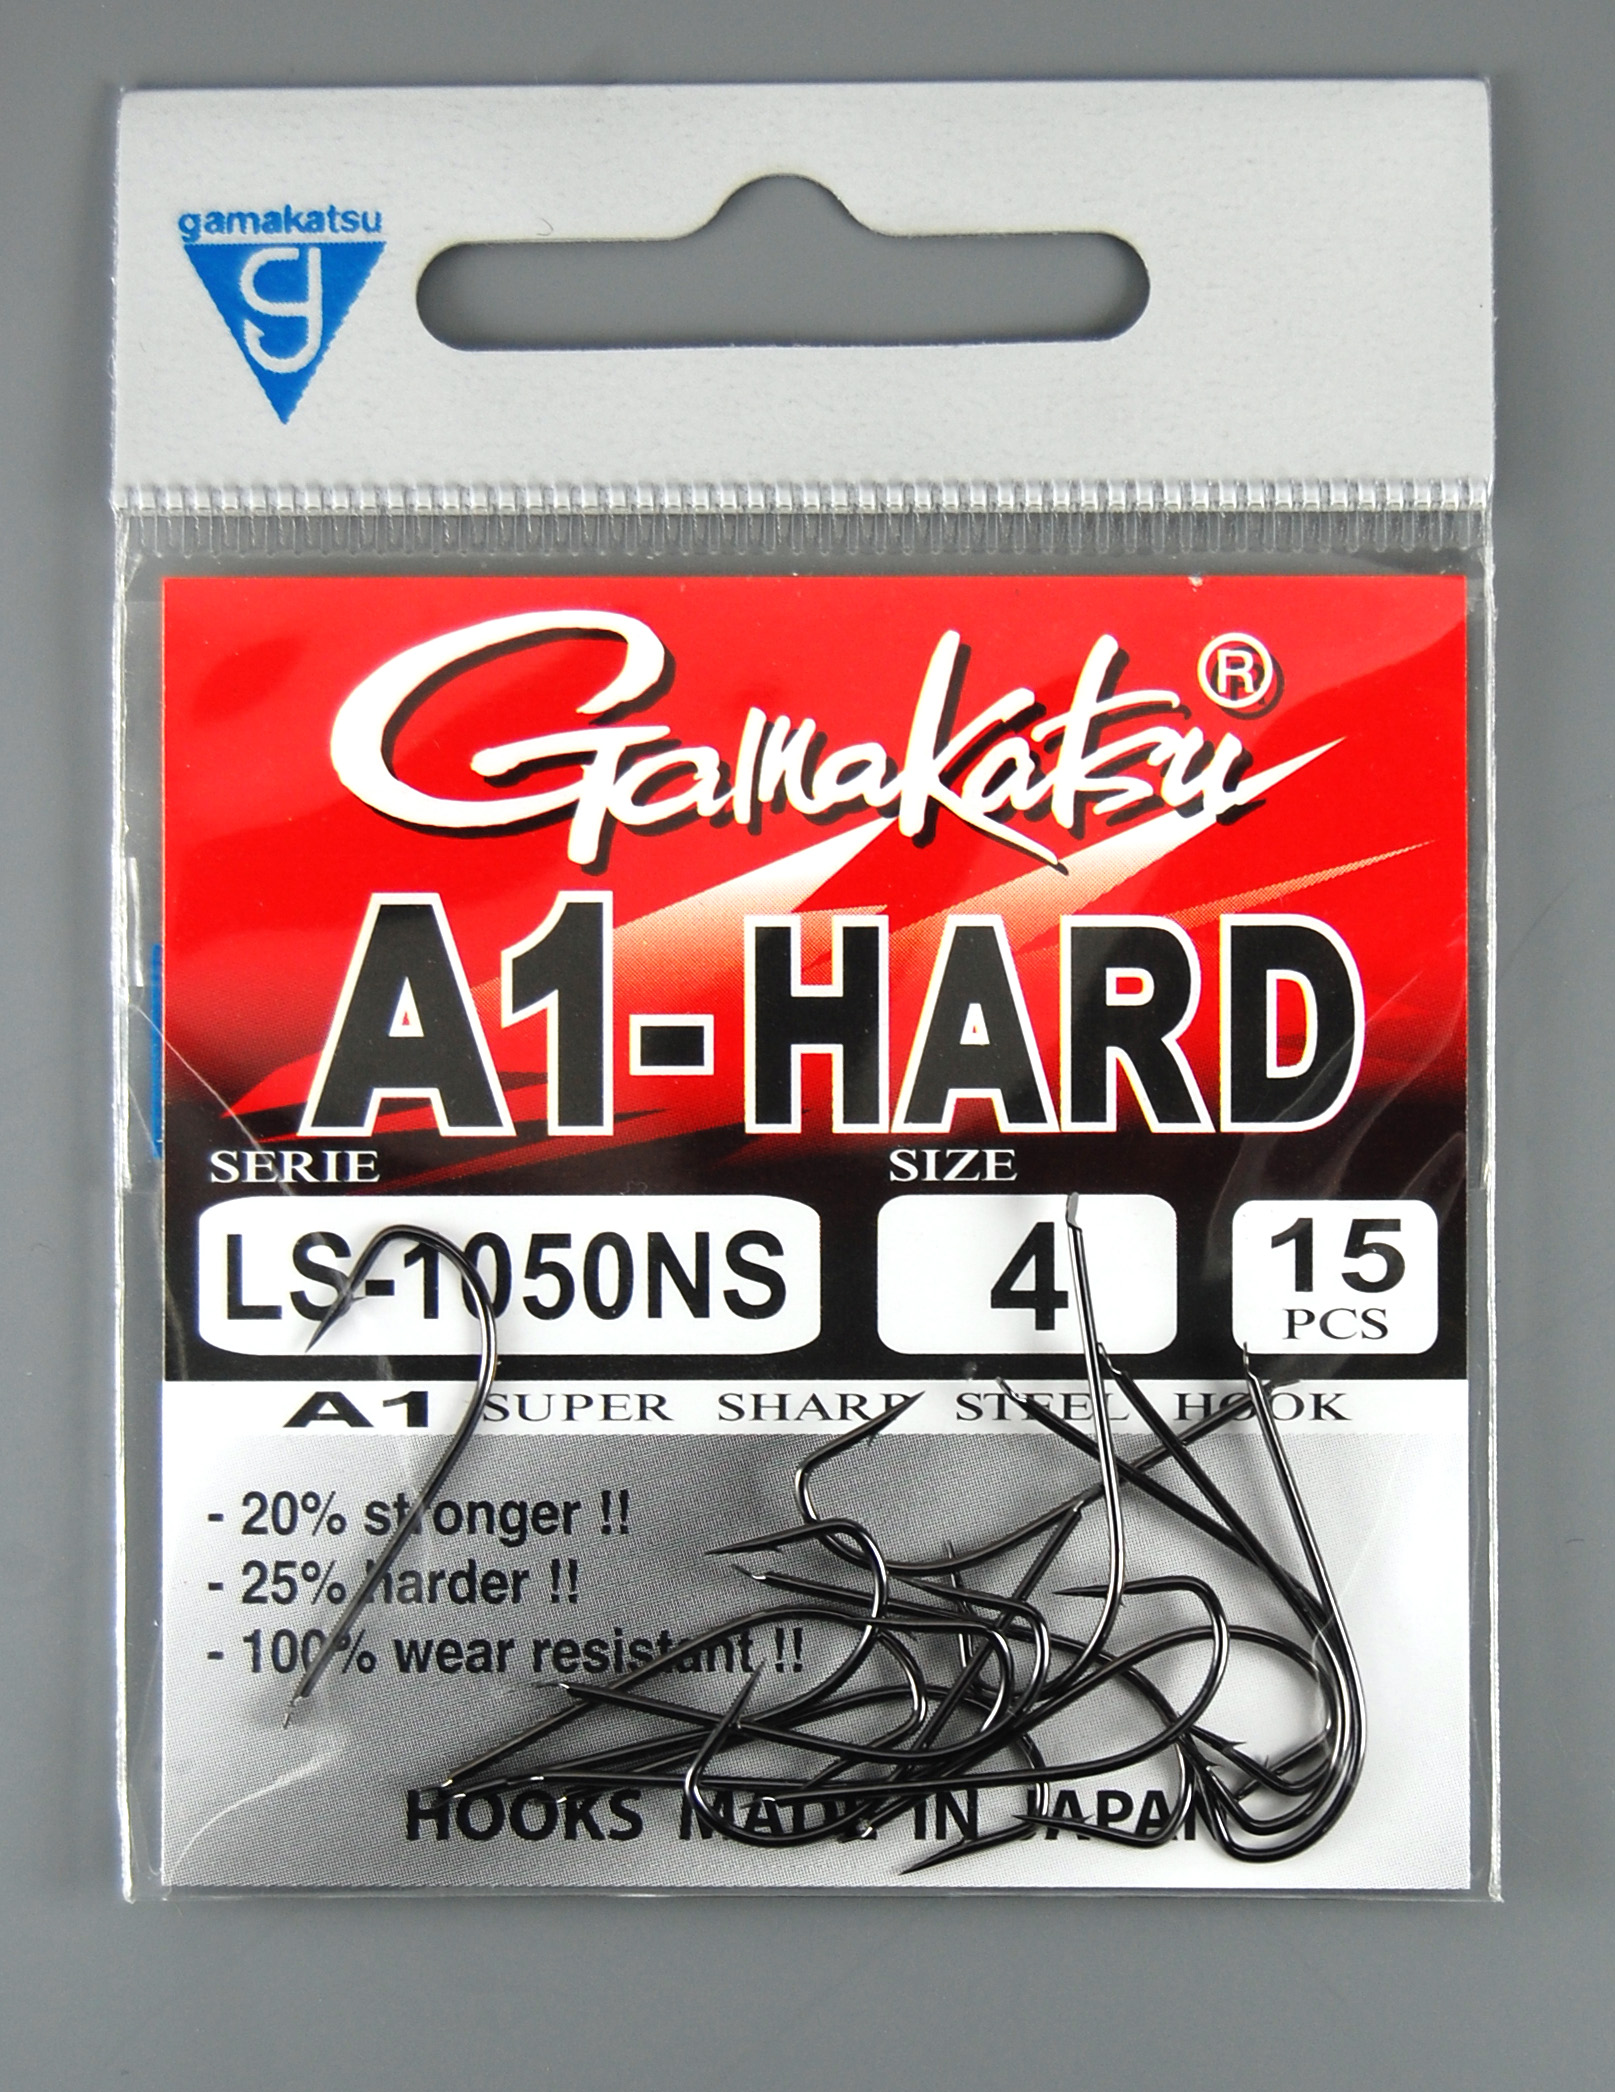 gamakatsu
g
Gamakatsu ®
A1-HARD
SERIE SIZE
LS-1050NS 4 15
PCS
A1 SUPER SHARP STEEL HOOK
- 20% stronger !!
- 25% harder !!
- 100% wear resistant !!
HOOKS MADE IN JAPAN